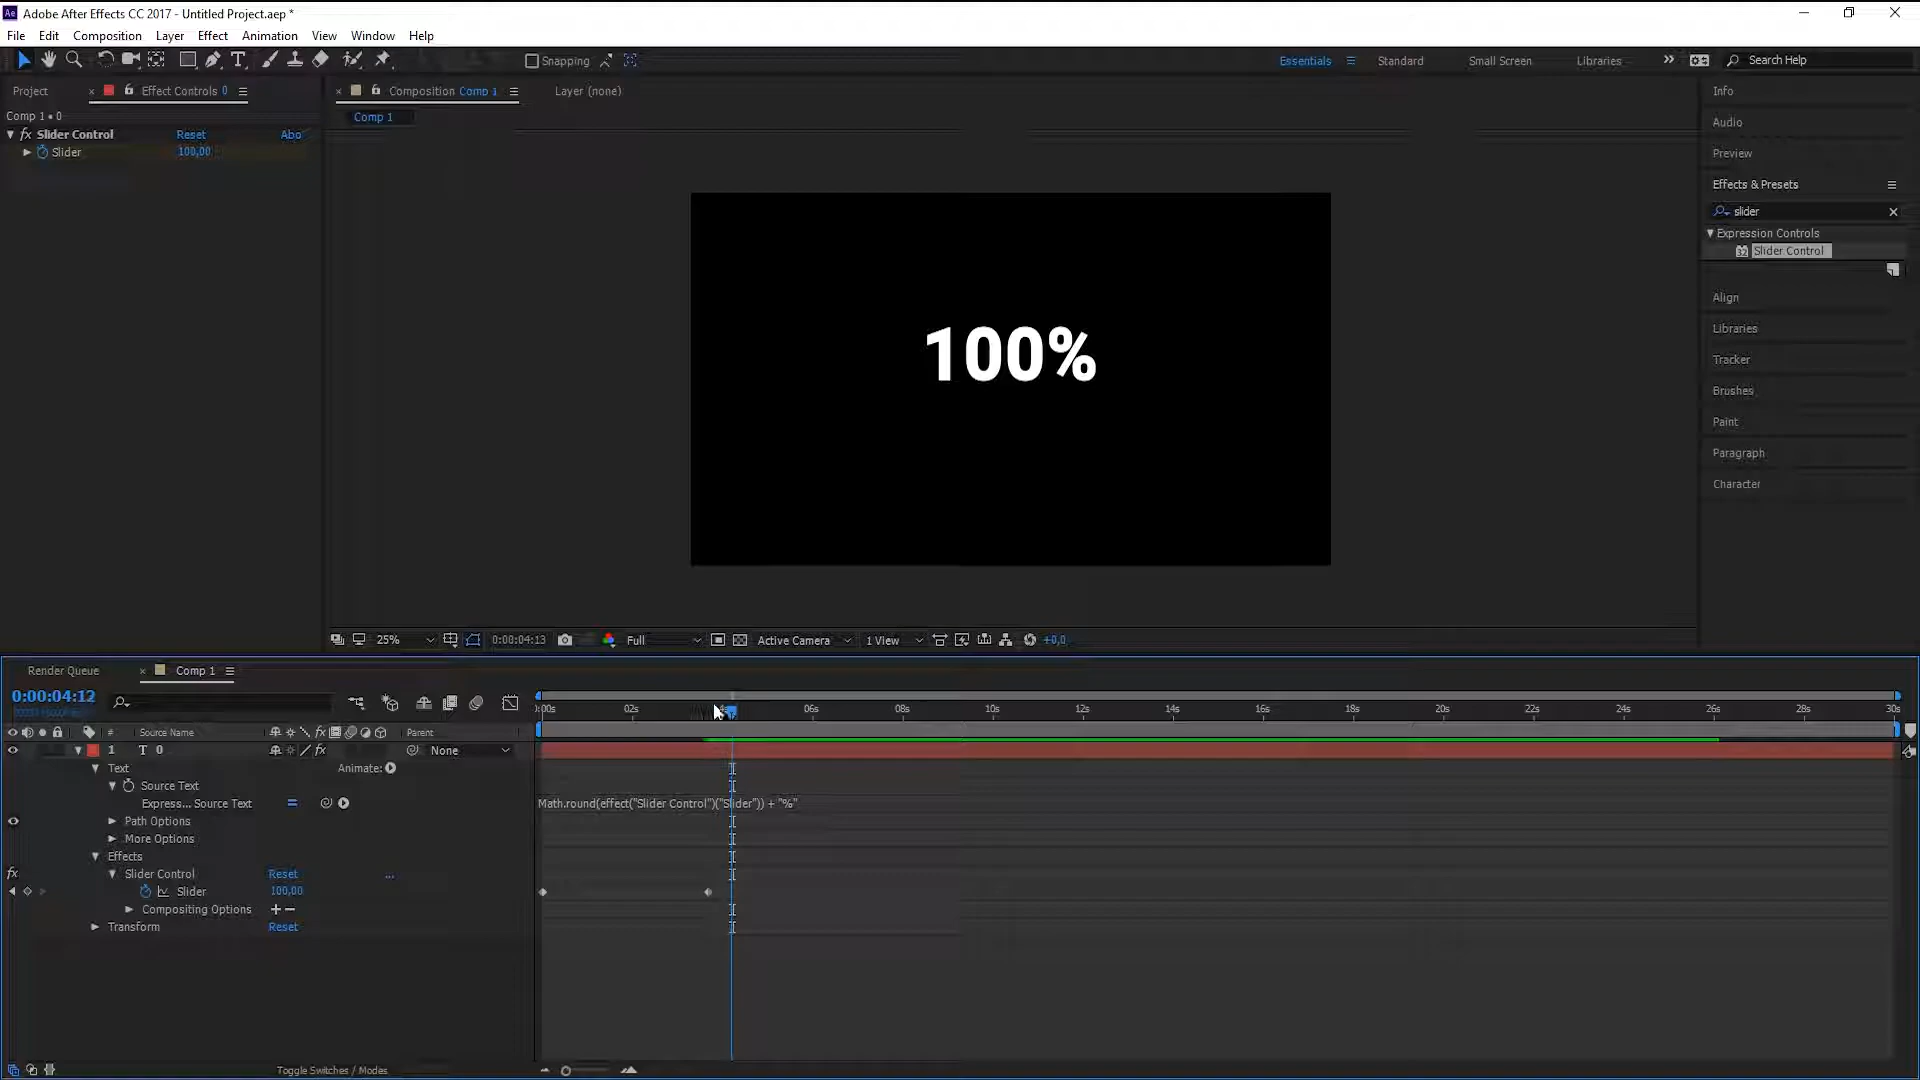 Ae Adobe After Effects CC 2017 - Untitled Project.aep *
File Edit Composition Layer Effect Animation View Window Help
Snapping Essentials Standard Small Screen Libraries Search Help
Project Effect Controls 0
Composition Comp 1 Layer (none)
Comp 1 • 0
Comp 1
fx Slider Control Reset Abo
Slider 100,00
100%
Info
Audio
Preview
Effects & Presets
slider
Expression Controls
32 Slider Control
Align
Libraries
Tracker
Brushes
Paint
Paragraph
Character
25% 0:00:04:13 Full Active Camera 1 View +0,0
Render Queue Comp 1
0:00:04:12
:00s 02s 06s 08s 10s 12s 14s 16s 18s 20s 22s 24s 26s 28s 30s
# Source Name fx Parent
1 T 0 fx None
Text Animate:
Source Text
Express... Source Text = Math.round(effect("Slider Control")("Slider")) + "%"
Path Options
More Options
Effects
fx Slider Control Reset ...
Slider 100,00
Compositing Options +−
Transform Reset
Toggle Switches / Modes